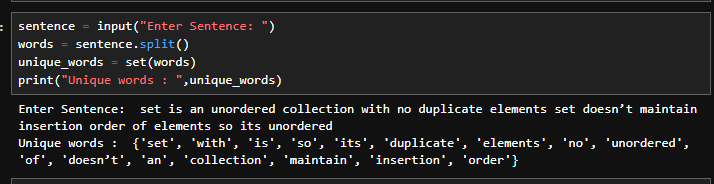 :
sentence = input("Enter Sentence: ")
words = sentence.split()
unique_words = set(words)
print("Unique words : ",unique_words)
Enter Sentence:  set is an unordered collection with no duplicate elements set doesn’t maintain
insertion order of elements so its unordered
Unique words :  {'set', 'with', 'is', 'so', 'its', 'duplicate', 'elements', 'no', 'unordered',
'of', 'doesn’t', 'an', 'collection', 'maintain', 'insertion', 'order'}